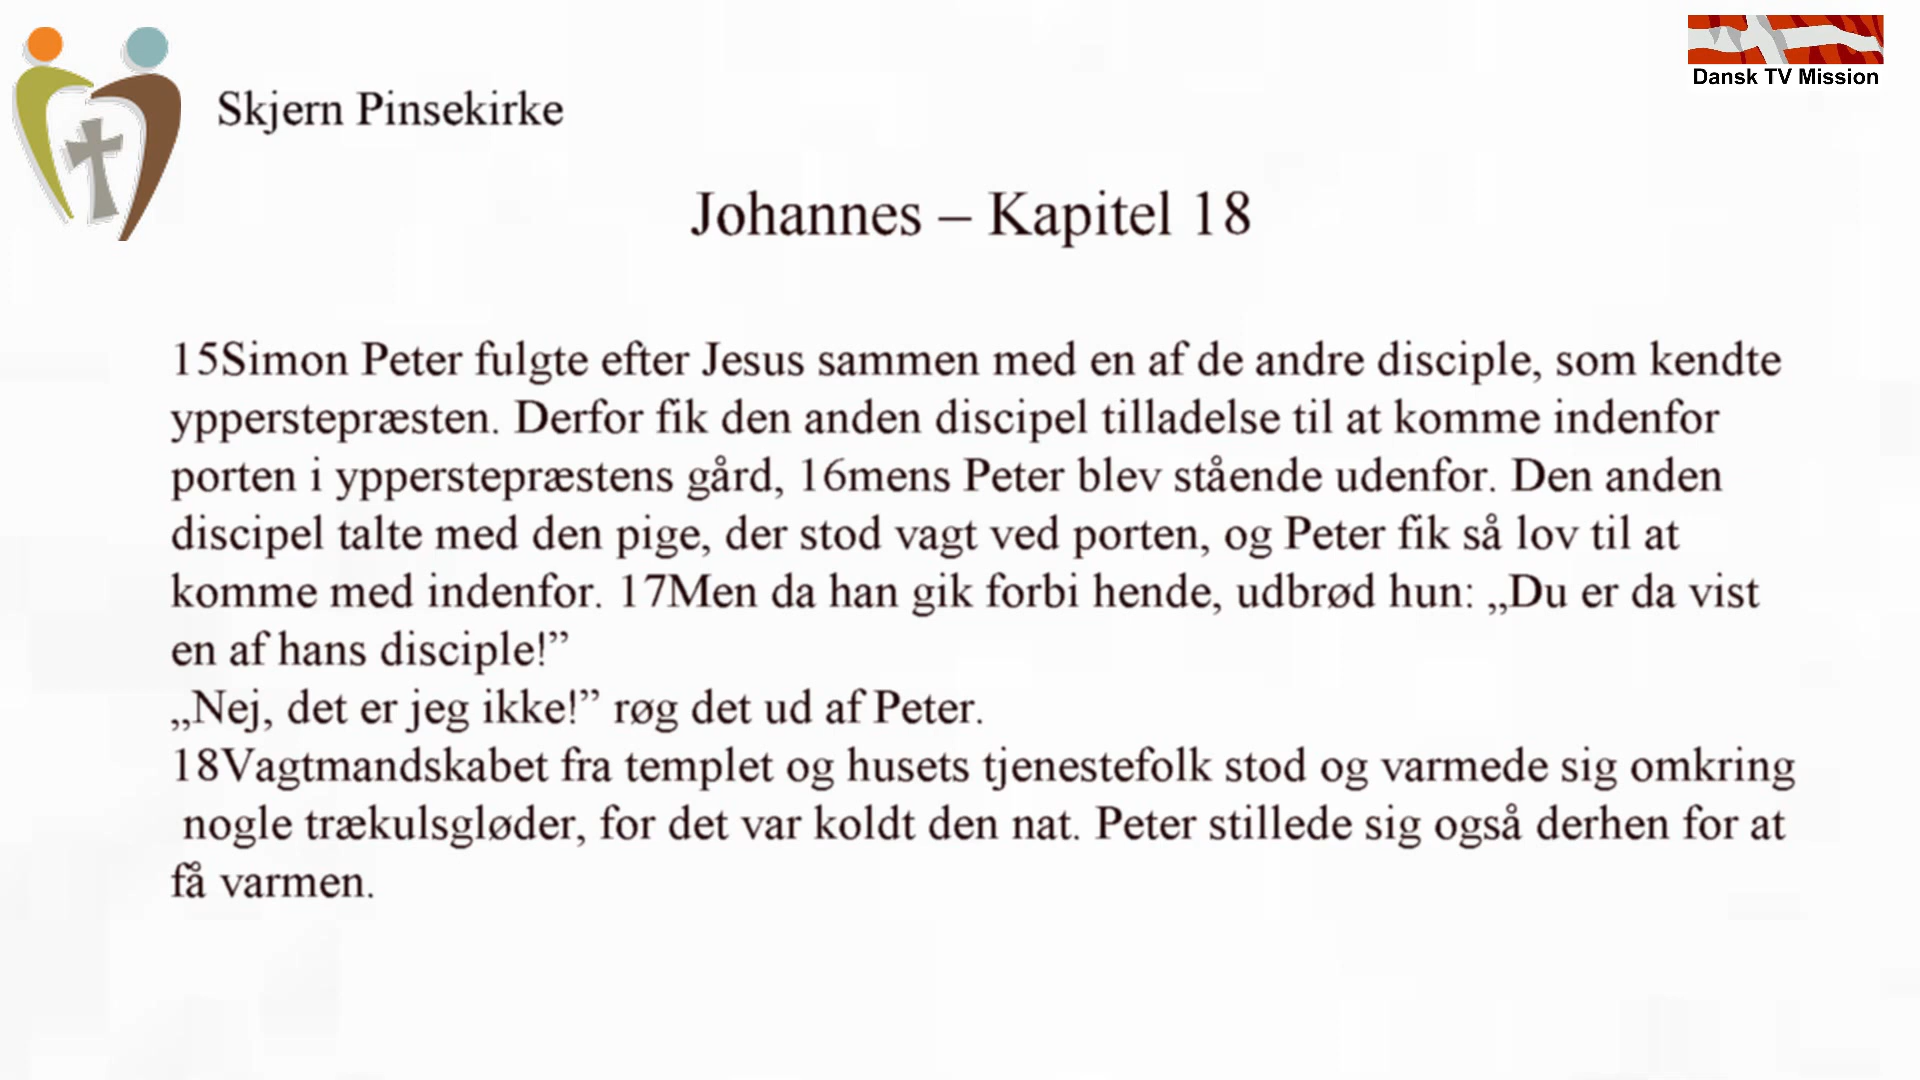 Dansk TV Mission
Skjern Pinsekirke
Johannes – Kapitel 18
15Simon Peter fulgte efter Jesus sammen med en af de andre disciple, som kendte
ypperstepræsten. Derfor fik den anden discipel tilladelse til at komme indenfor
porten i ypperstepræstens gård, 16mens Peter blev stående udenfor. Den anden
discipel talte med den pige, der stod vagt ved porten, og Peter fik så lov til at
komme med indenfor. 17Men da han gik forbi hende, udbrød hun: „Du er da vist
en af hans disciple!”
„Nej, det er jeg ikke!” røg det ud af Peter.
18Vagtmandskabet fra templet og husets tjenestefolk stod og varmede sig omkring
nogle trækulsgløder, for det var koldt den nat. Peter stillede sig også derhen for at
få varmen.